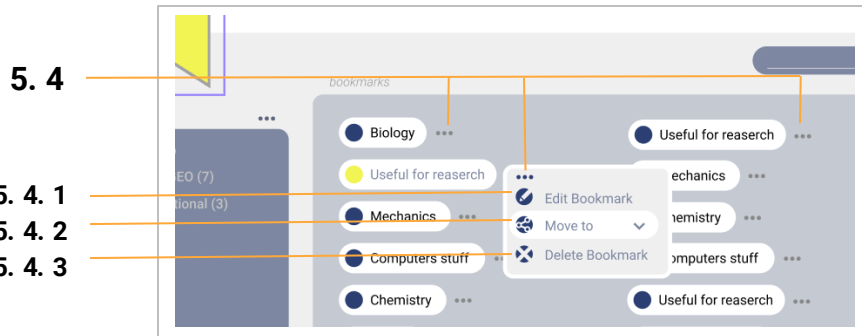 5. 4
bookmarks
Biology
Useful for reaserch
SEO (7)
Useful for reaserch
echanics
5. 4. 1
Edit Bookmark
tional (3)
5. 4. 2
Mechanics
Move to
hemistry
5. 4. 3
Computers stuff
Delete Bookmark
omputers stuff
Chemistry
Useful for reaserch